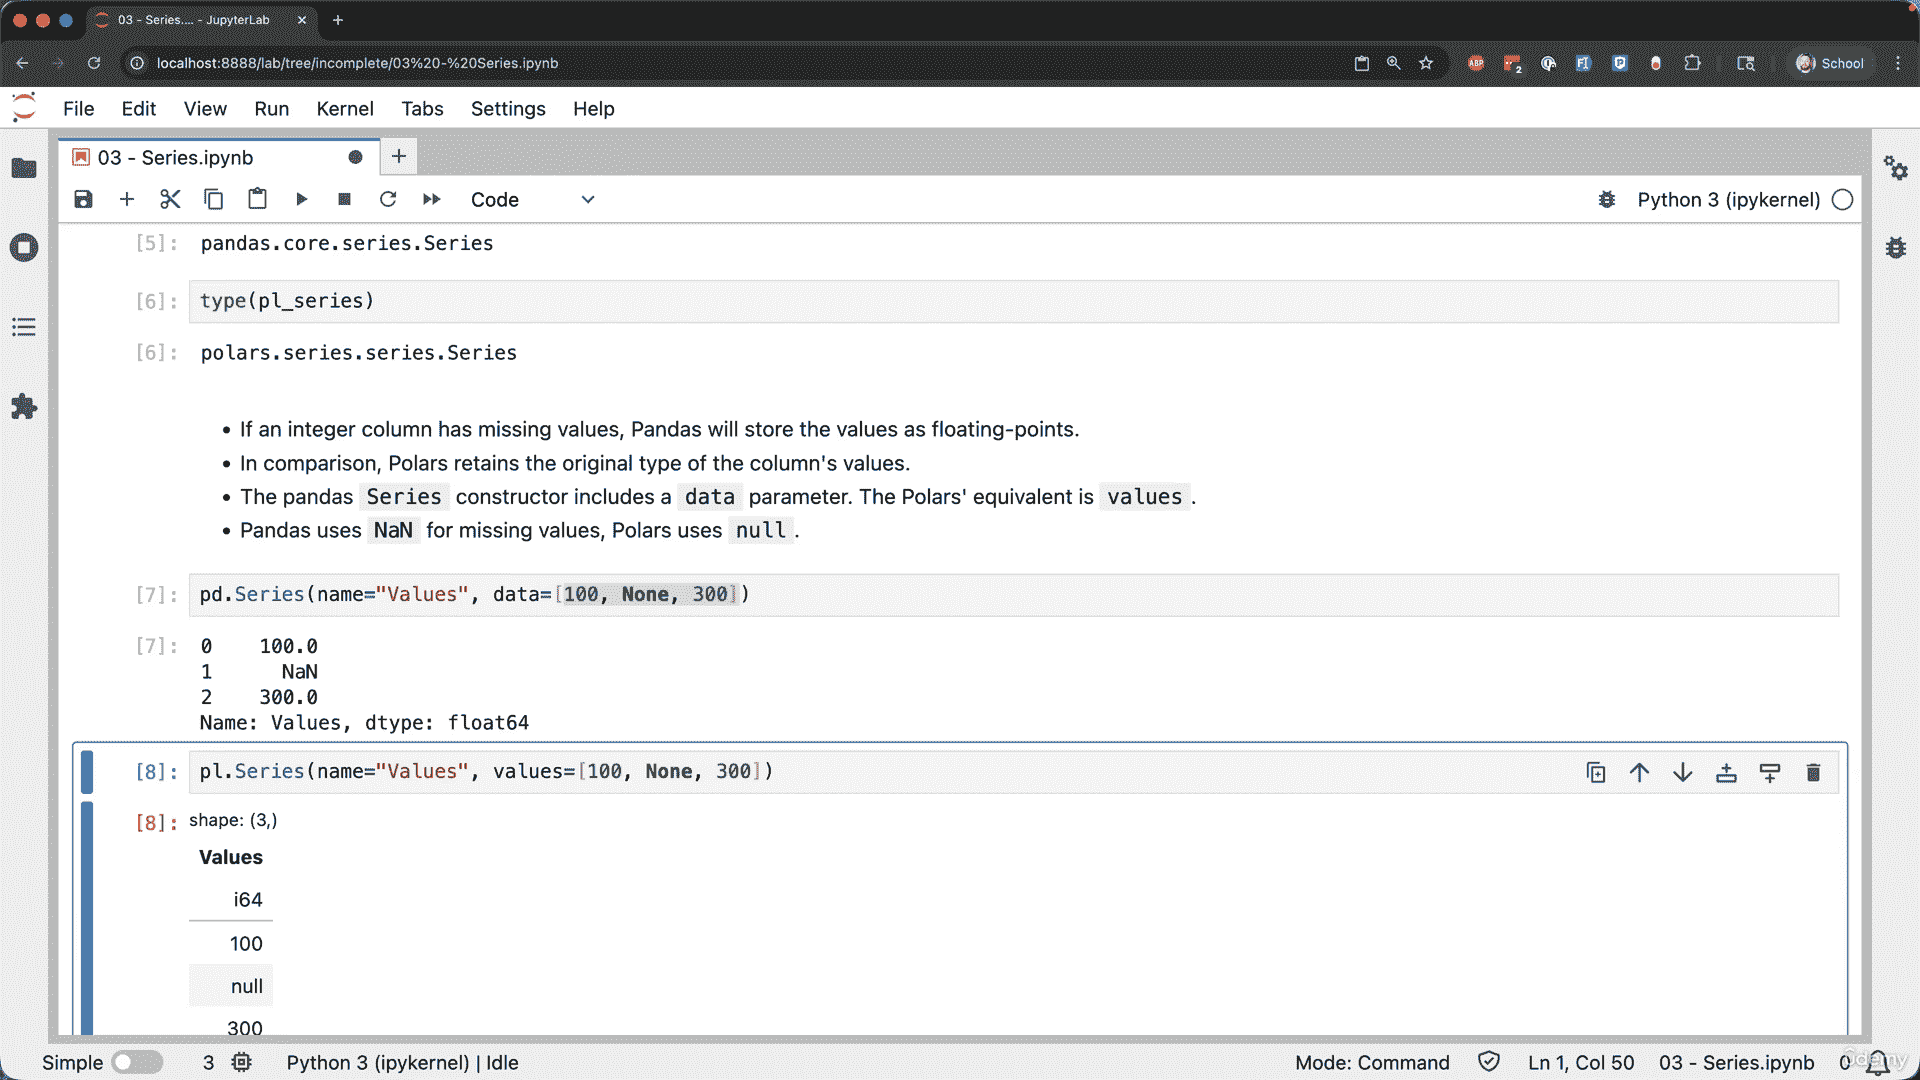 03 - Series.... - JupyterLab
localhost:8888/lab/tree/incomplete/03%20-%20Series.ipynb
ABP
2
School
File Edit View Run Kernel Tabs Settings Help
03 - Series.ipynb
Code
Python 3 (ipykernel)
[5]: pandas.core.series.Series
[6]: type(pl_series)
[6]: polars.series.series.Series
• If an integer column has missing values, Pandas will store the values as floating-points.
• In comparison, Polars retains the original type of the column's values.
• The pandas Series constructor includes a data parameter. The Polars' equivalent is values .
• Pandas uses NaN for missing values, Polars uses null .
[7]: pd.Series(name="Values", data=[100, None, 300])
[7]: 0 100.0
1 NaN
2 300.0
Name: Values, dtype: float64
[8]: pl.Series(name="Values", values=[100, None, 300])
[8]: shape: (3,)
Values
i64
100
null
300
Simple 3 Python 3 (ipykernel) | Idle Mode: Command Ln 1, Col 50 03 - Series.ipynb 0
udemy